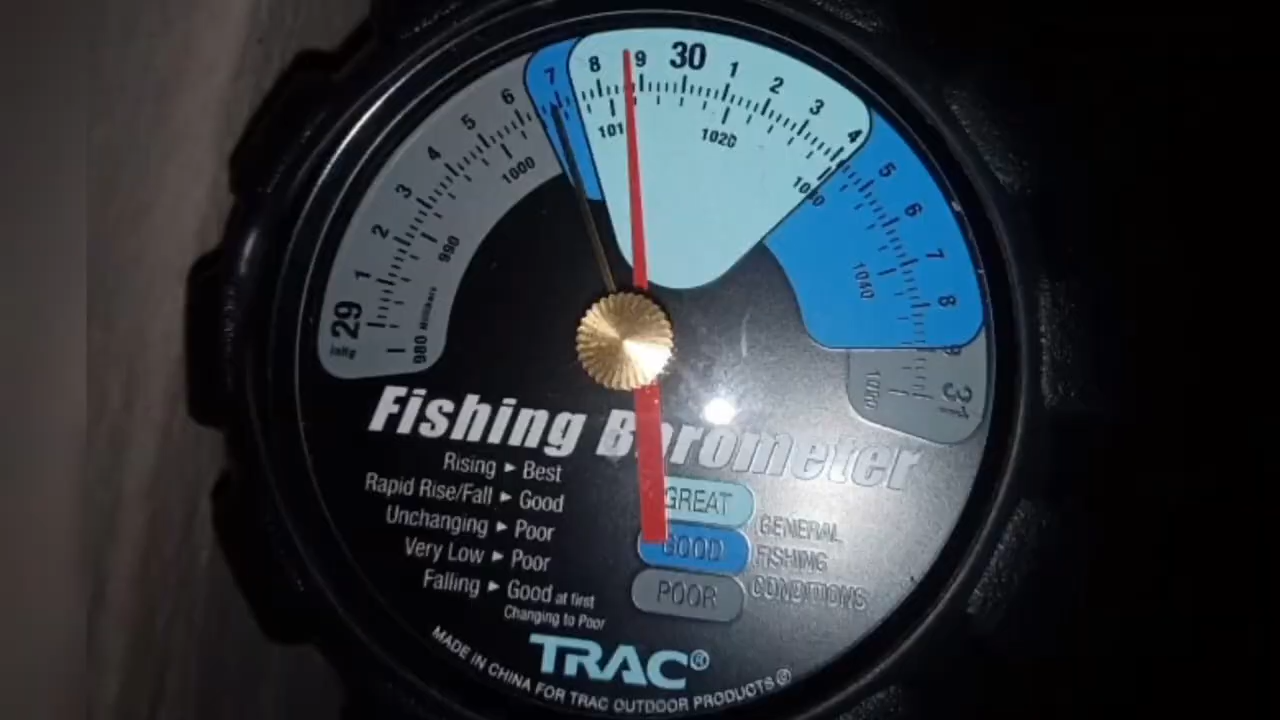 29 1 2 3 4 5 6 7 8 9 30 1 2 3 4 5 6 7 8 9 31
inHg
980 Millibars 990 1000 101 1020 1040
Fishing Barometer
Rising ▸ Best
Rapid Rise/Fall ▸ Good
Unchanging ▸ Poor
Very Low ▸ Poor
Falling ▸ Good at first
Changing to Poor
GREAT
GOOD
POOR
GENERAL
FISHING
CONDITIONS
TRAC®
MADE IN CHINA FOR TRAC OUTDOOR PRODUCTS